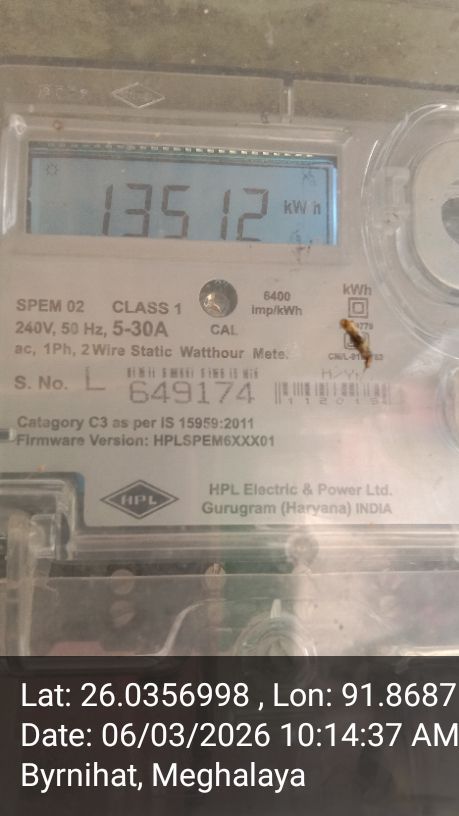 13512 kWh
kWh
6400
imp/kWh
SPEM 02 CLASS 1
240V, 50 Hz, 5-30A CAL
ac, 1Ph, 2 Wire Static Watthour Mete.
S. No. L 649174
Catagory C3 as per IS 15959:2011
Firmware Version: HPLSPEM6XXX01
HPL
HPL Electric & Power Ltd.
Gurugram (Haryana) INDIA
Lat: 26.0356998 , Lon: 91.8687
Date: 06/03/2026 10:14:37 AM
Byrnihat, Meghalaya